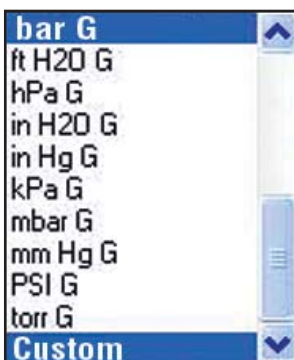 bar G
ft H2O G
hPa G
in H2O G
in Hg G
kPa G
mbar G
mm Hg G
PSI G
torr G
Custom